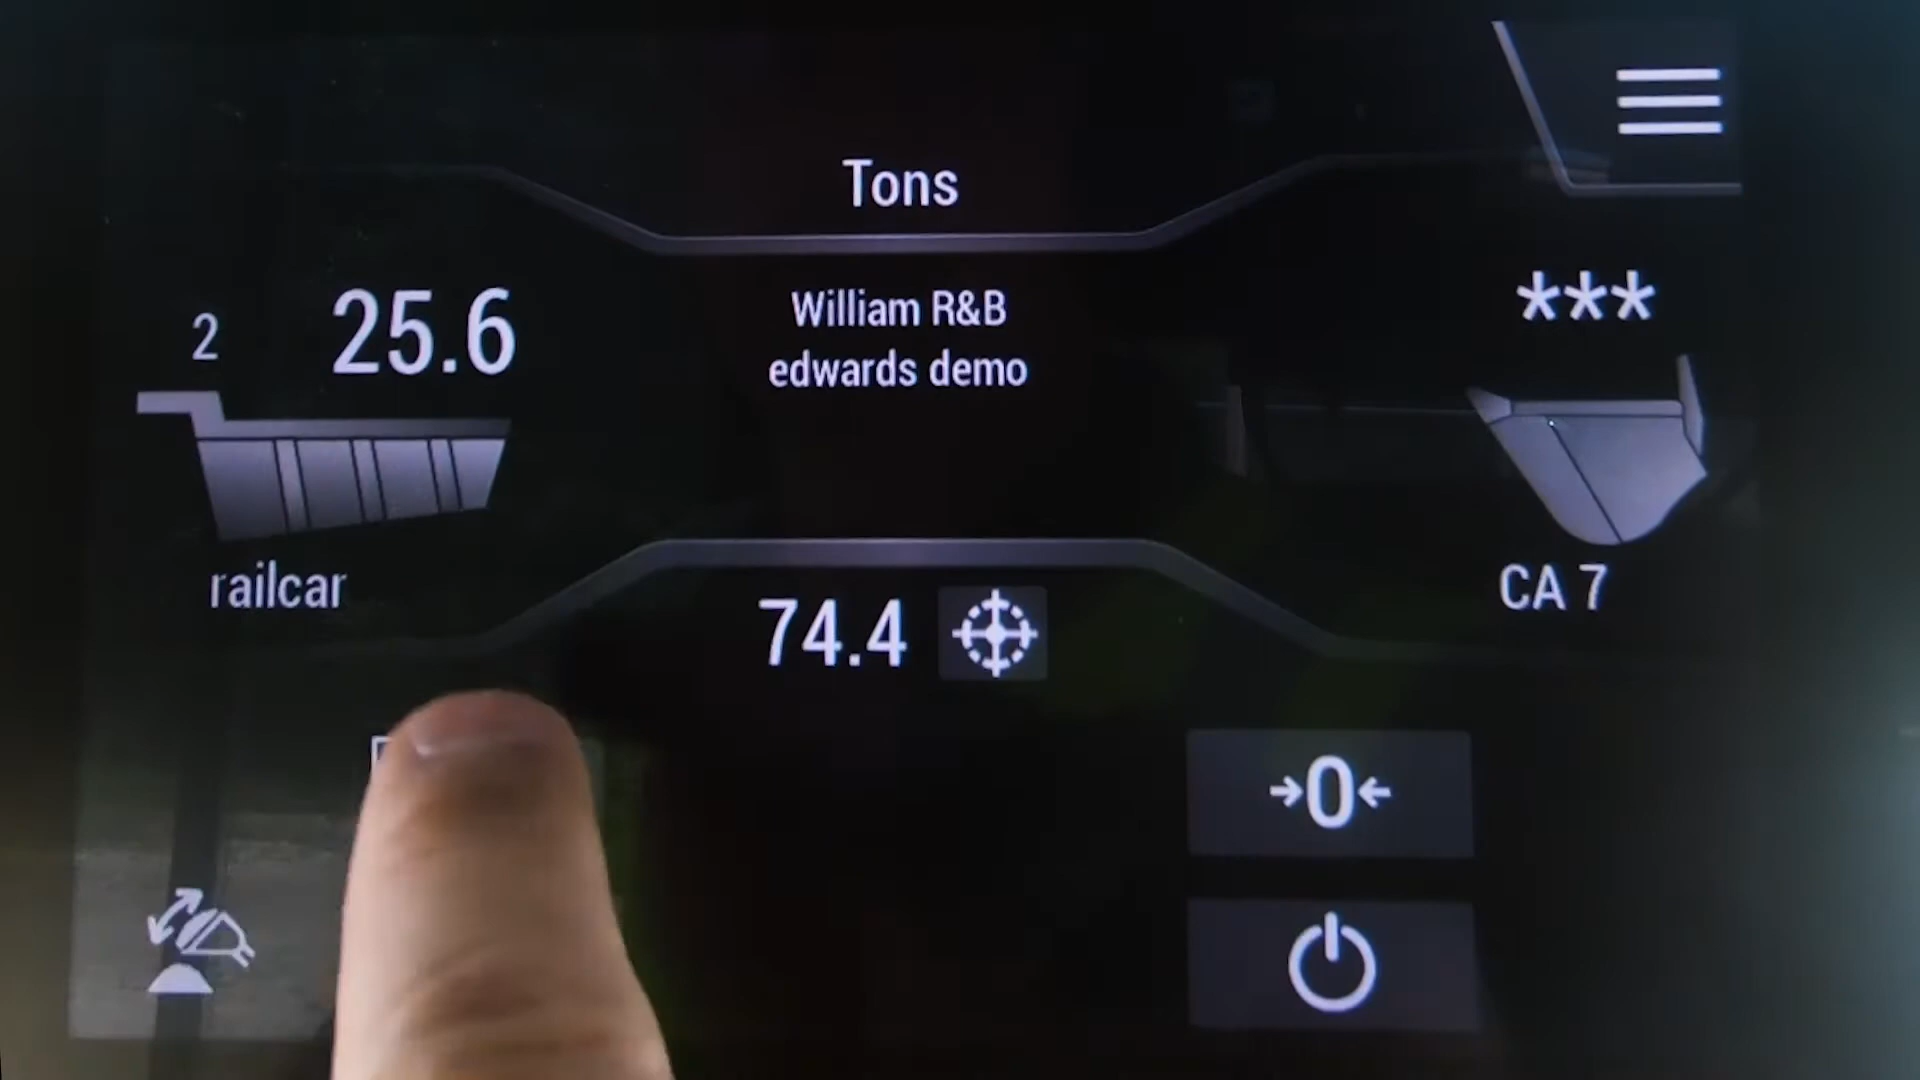 Tons
2 25.6
William R&B
edwards demo
***
railcar
CA 7
74.4
→0←